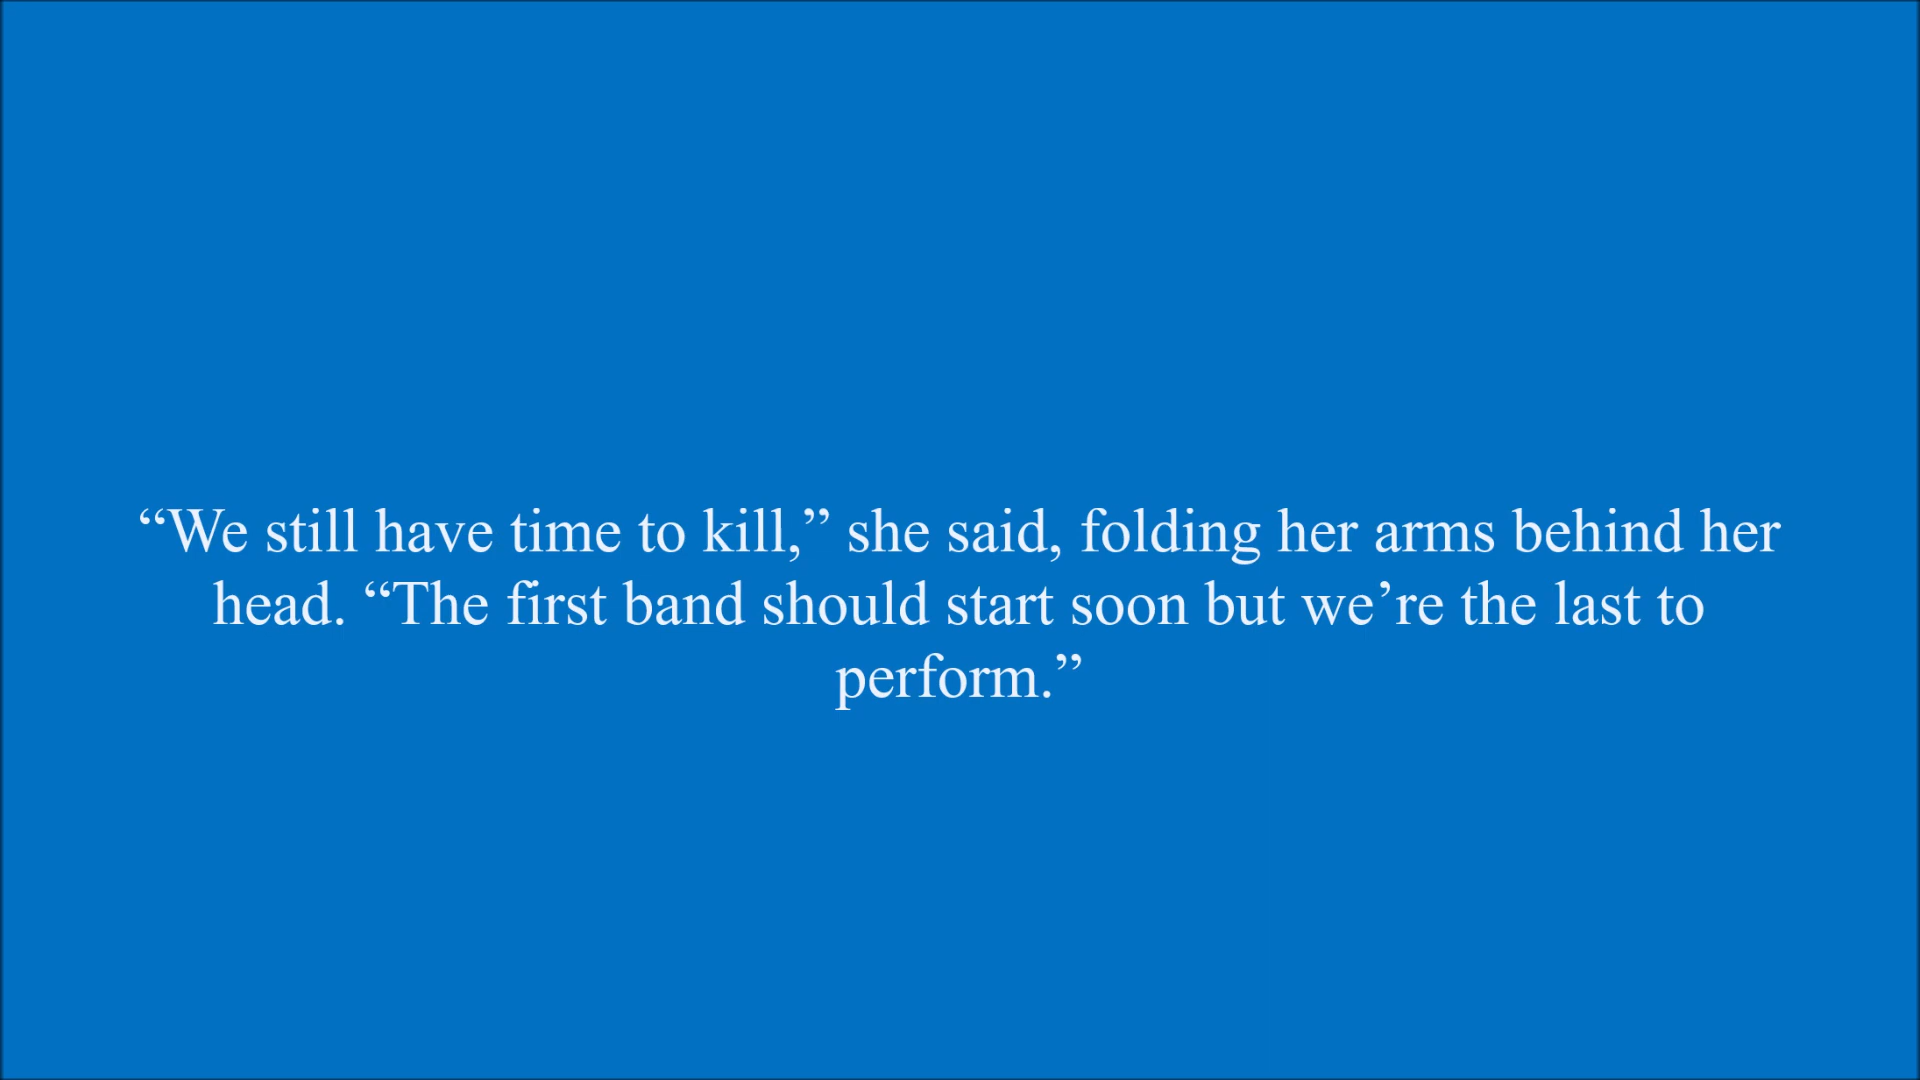 “We still have time to kill,” she said, folding her arms behind her
head. “The first band should start soon but we’re the last to
perform.”